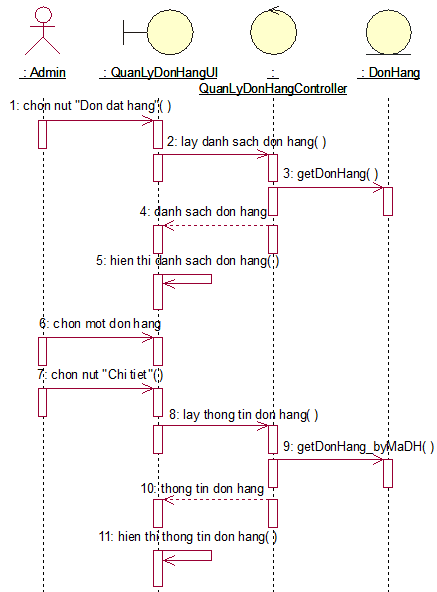 : Admin
: QuanLyDonHangUI
:
QuanLyDonHangController
: DonHang
1: chon nut "Don dat hang"( )
2: lay danh sach don hang( )
3: getDonHang( )
4: danh sach don hang
5: hien thi danh sach don hang( )
6: chon mot don hang
7: chon nut "Chi tiet"( )
8: lay thong tin don hang( )
9: getDonHang_byMaDH( )
10: thong tin don hang
11: hien thi thong tin don hang( )